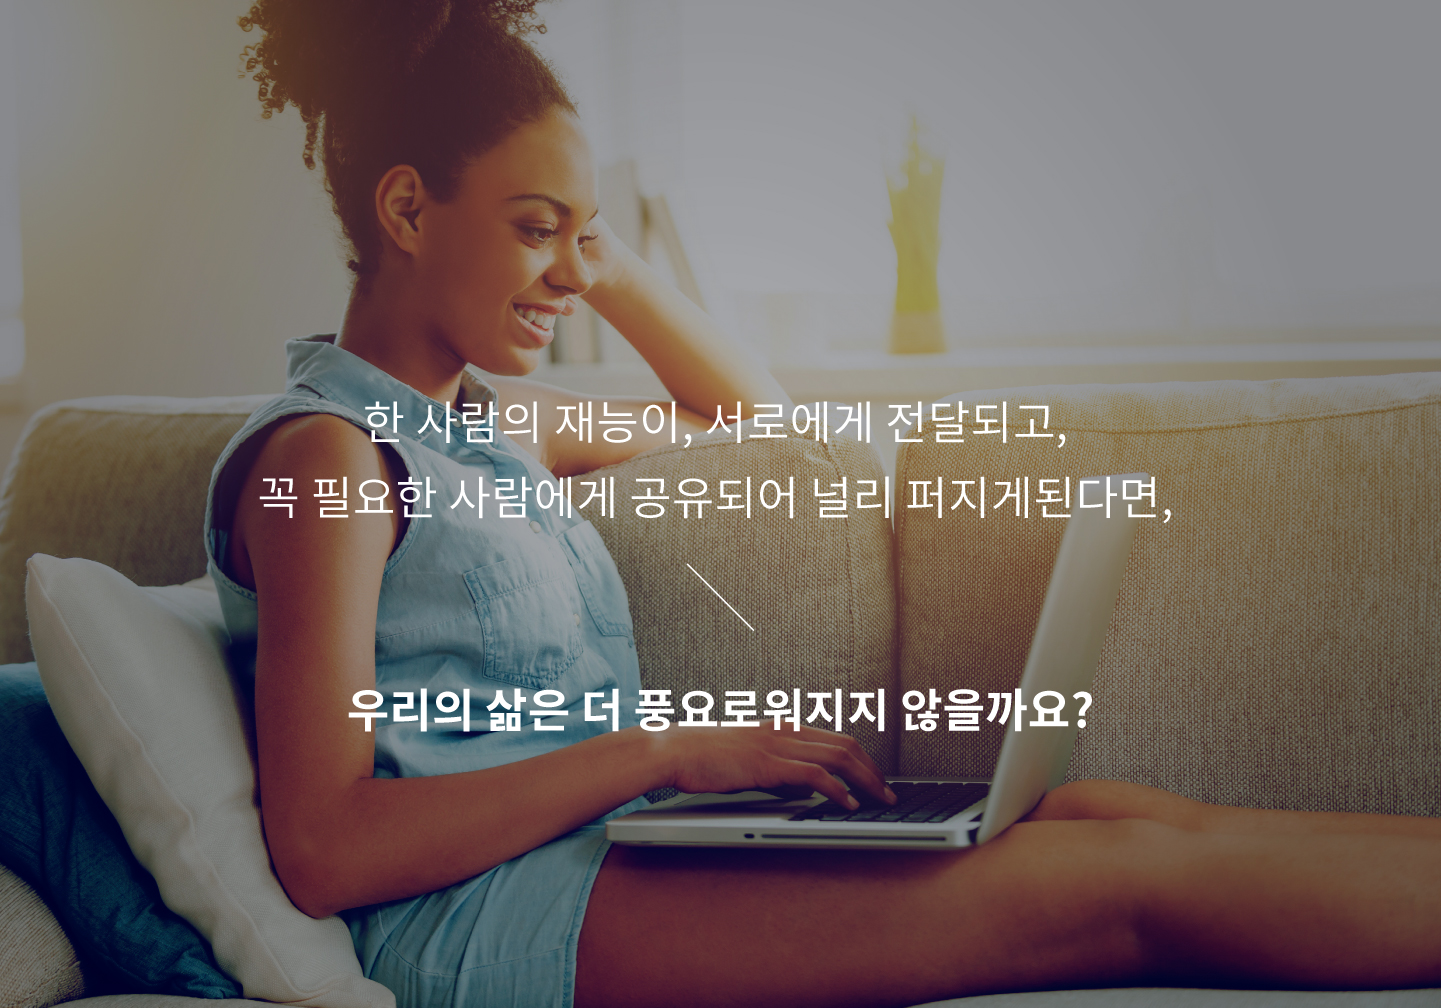 한 사람의 재능이, 서로에게 전달되고,
꼭 필요한 사람에게 공유되어 널리 퍼지게된다면,
우리의 삶은 더 풍요로워지지 않을까요?